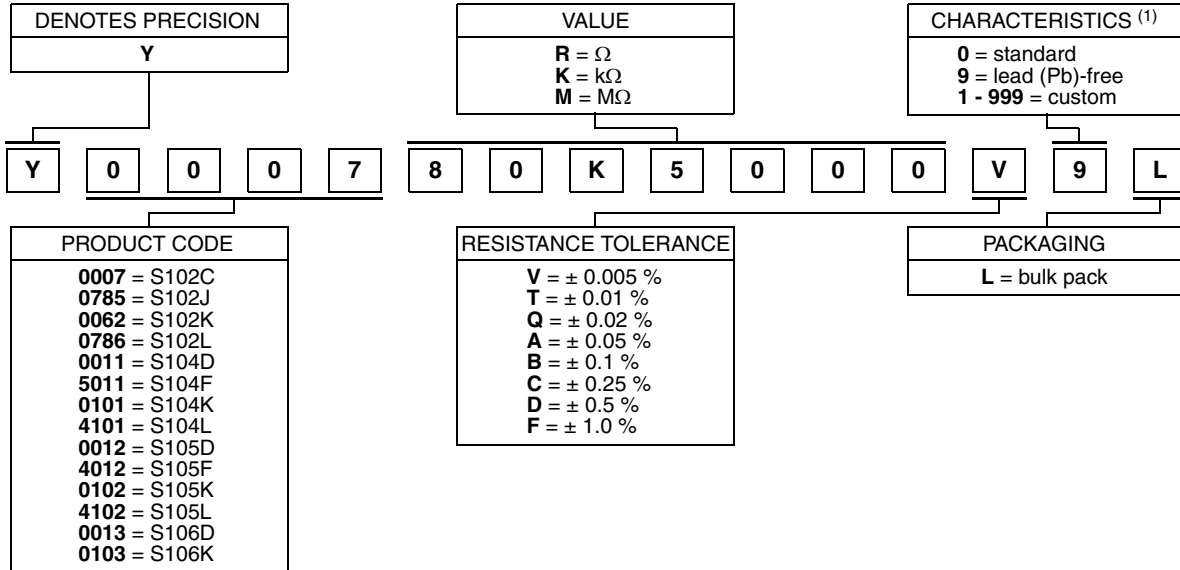 DENOTES PRECISION
Y
VALUE
R = Ω
K = kΩ
M = MΩ
CHARACTERISTICS (1)
0 = standard
9 = lead (Pb)-free
1 - 999 = custom
Y 0 0 0 7 8 0 K 5 0 0 0 V 9 L
PRODUCT CODE
0007 = S102C
0785 = S102J
0062 = S102K
0786 = S102L
0011 = S104D
5011 = S104F
0101 = S104K
4101 = S104L
0012 = S105D
4012 = S105F
0102 = S105K
4102 = S105L
0013 = S106D
0103 = S106K
RESISTANCE TOLERANCE
V = ± 0.005 %
T = ± 0.01 %
Q = ± 0.02 %
A = ± 0.05 %
B = ± 0.1 %
C = ± 0.25 %
D = ± 0.5 %
F = ± 1.0 %
PACKAGING
L = bulk pack